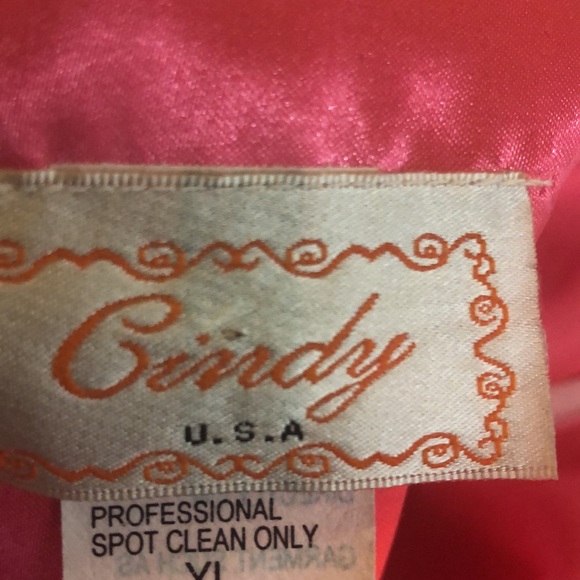 Cindy
U.S.A
PROFESSIONAL
SPOT CLEAN ONLY
XL